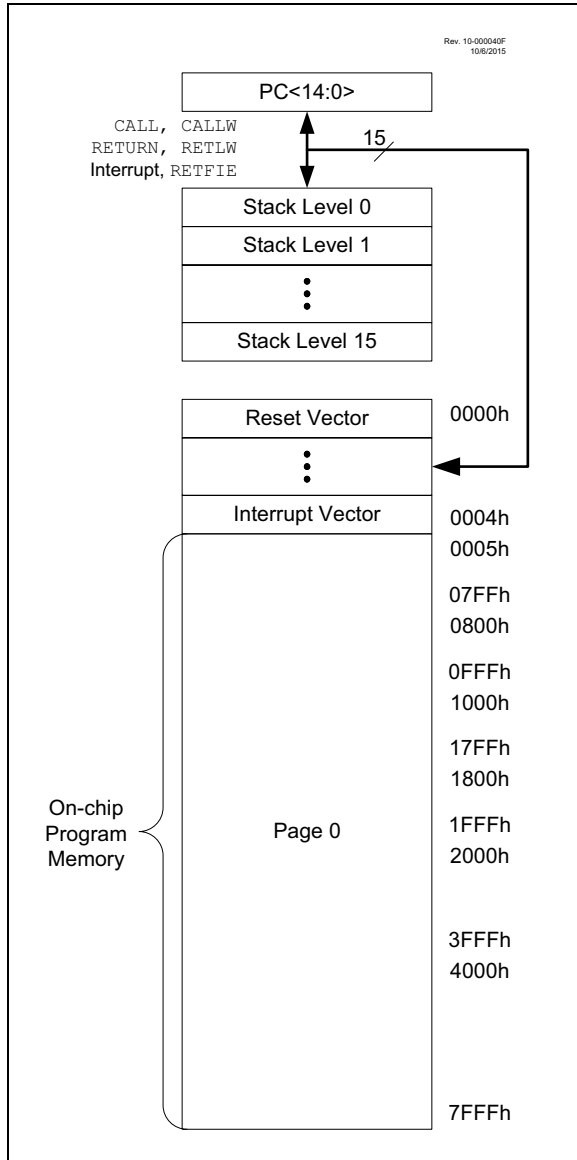 Rev. 10-000040F
10/6/2015
PC<14:0>
CALL, CALLW
RETURN, RETLW
Interrupt, RETFIE
15
Stack Level 0
Stack Level 1
Stack Level 15
Reset Vector
0000h
Interrupt Vector
0004h
0005h
07FFh
0800h
0FFFh
1000h
17FFh
1800h
On-chip
Program
Memory
Page 0
1FFFh
2000h
3FFFh
4000h
7FFFh